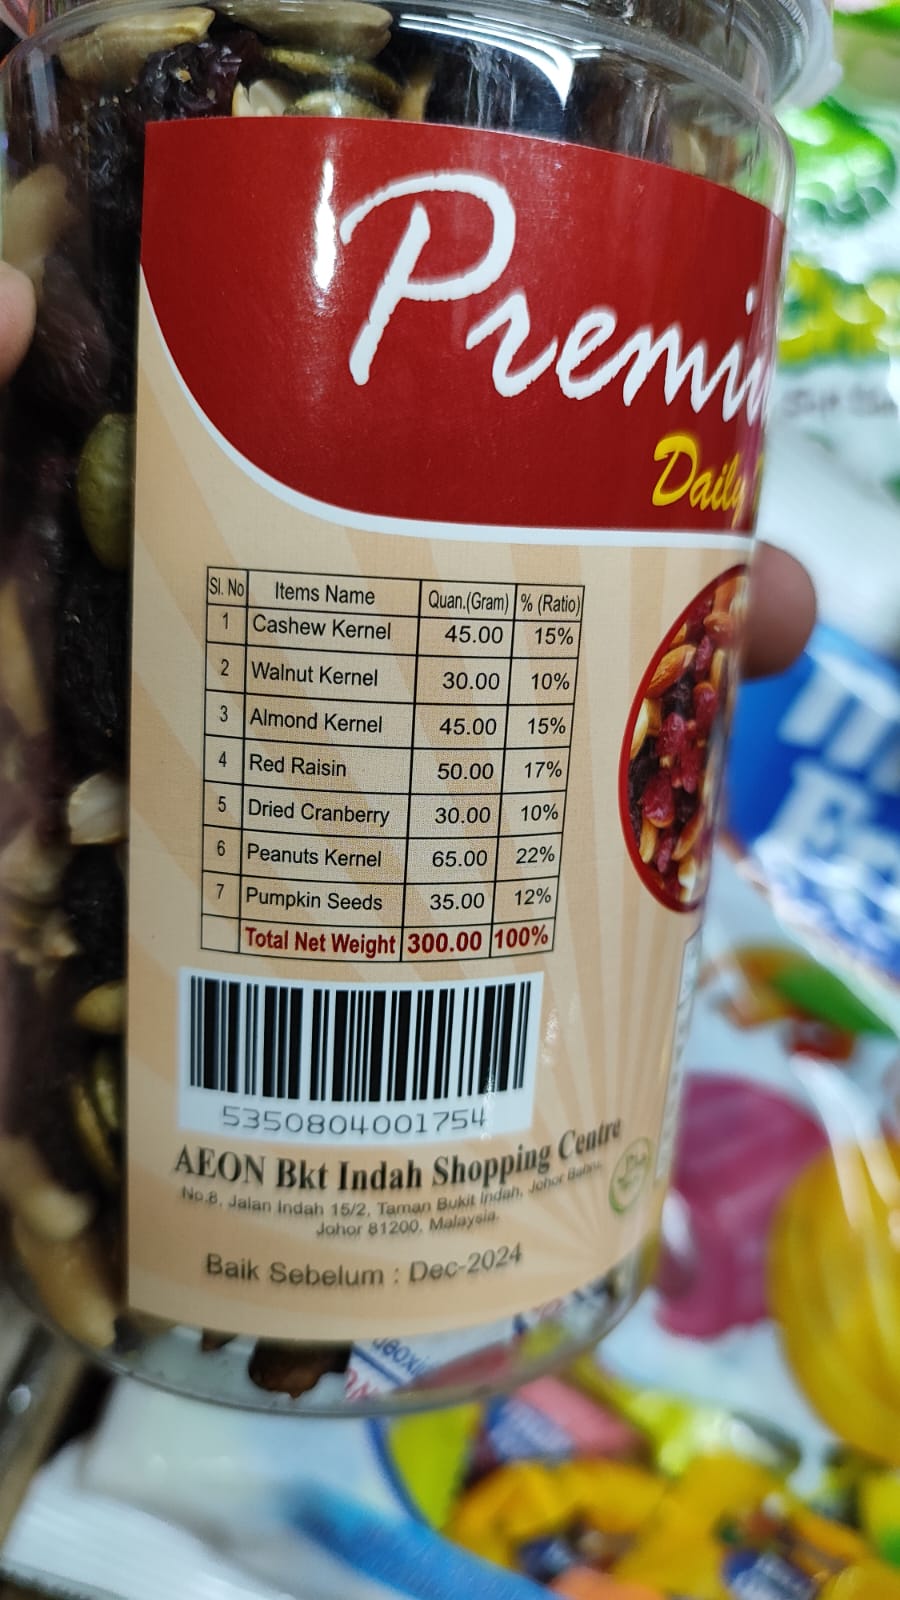 Premiu
Daily
Sl. No Items Name Quan.(Gram) % (Ratio)
1 Cashew Kernel 45.00 15%
2 Walnut Kernel 30.00 10%
3 Almond Kernel 45.00 15%
4 Red Raisin 50.00 17%
5 Dried Cranberry 30.00 10%
6 Peanuts Kernel 65.00 22%
7 Pumpkin Seeds 35.00 12%
Total Net Weight 300.00 100%
5350804001754
AEON Bkt Indah Shopping Centre
No.8, Jalan Indah 15/2, Taman Bukit Indah, Johor Bahru,
Johor 81200, Malaysia.
Baik Sebelum : Dec-2024